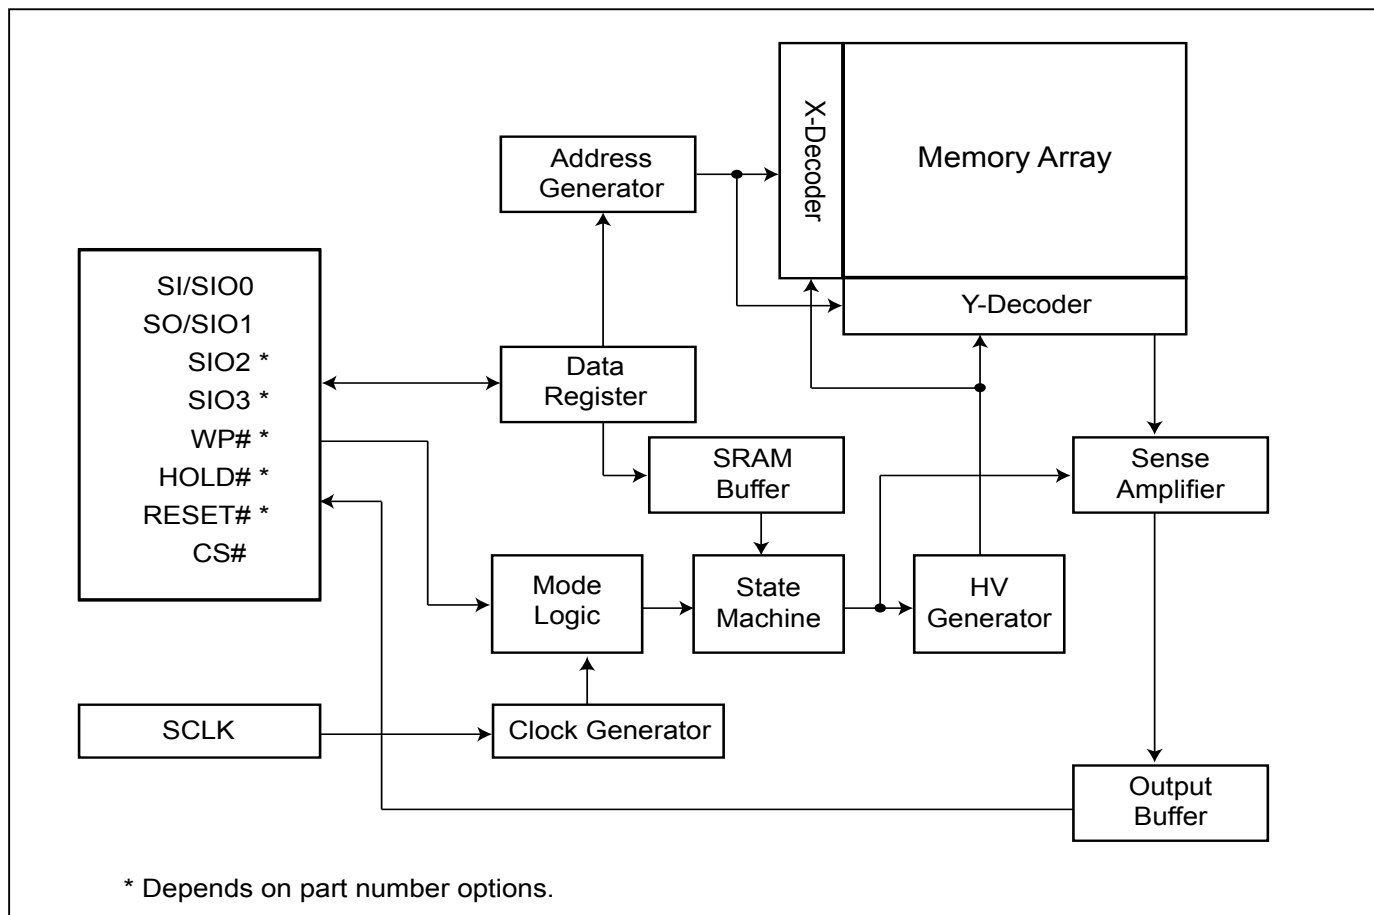 X-Decoder
Memory Array
Address
Generator
SI/SIO0
SO/SIO1
SIO2 *
SIO3 *
WP# *
HOLD# *
RESET# *
CS#
Y-Decoder
Data
Register
SRAM
Buffer
Sense
Amplifier
Mode
Logic
State
Machine
HV
Generator
SCLK
Clock Generator
Output
Buffer
* Depends on part number options.